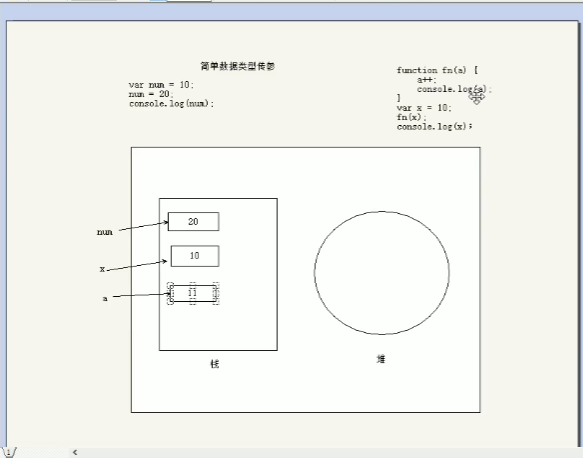 简单数据类型传参
var num = 10;
num = 20;
console.log(num);
function fn(a) {
a++;
console.log(a);
}
var x = 10;
fn(x);
console.log(x);
num
20
x
10
a
11
栈
堆
1